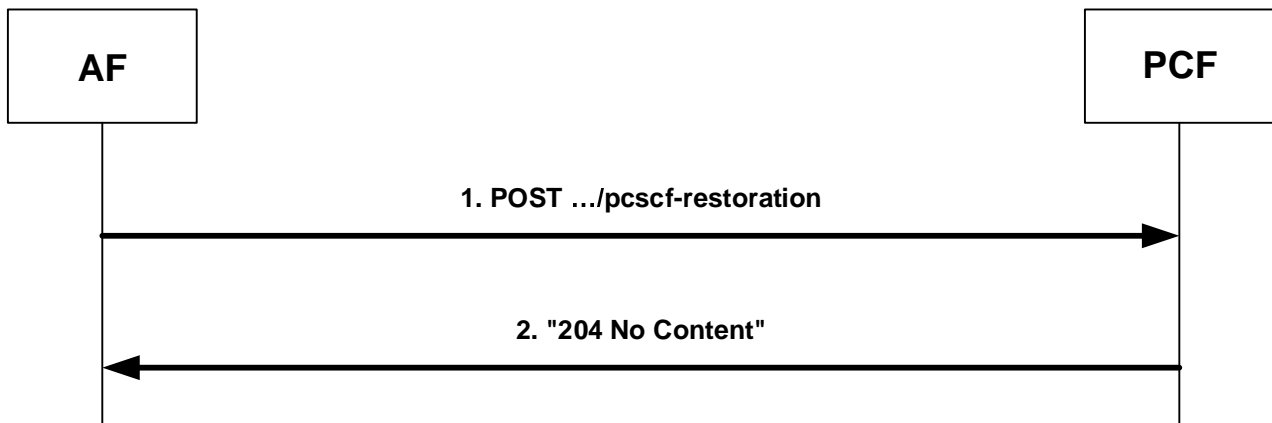 AF
PCF
1. POST …/pcscf-restoration
2. "204 No Content"